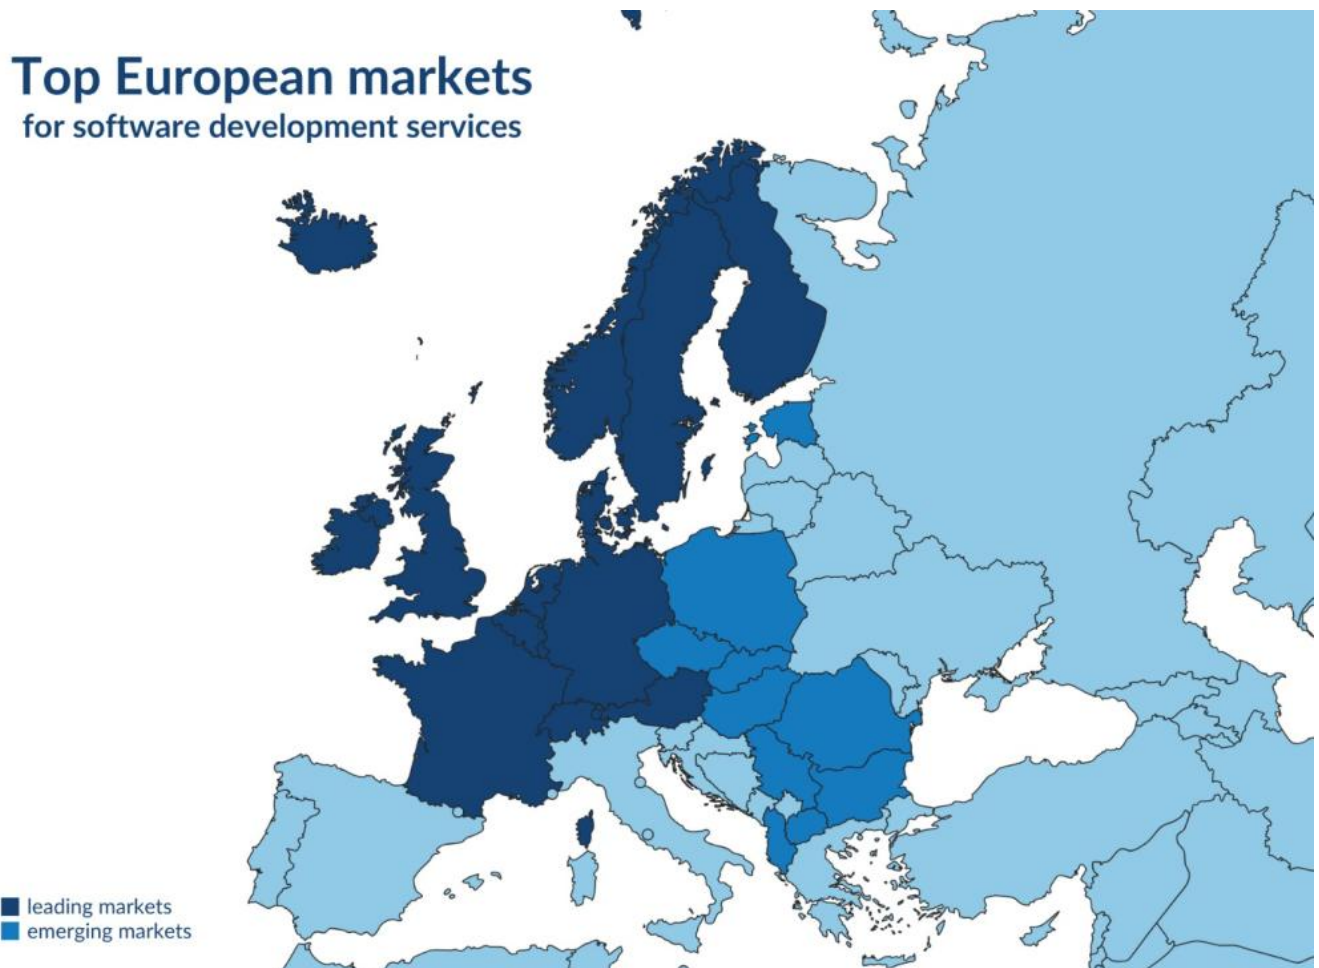 Top European markets
for software development services
leading markets
emerging markets